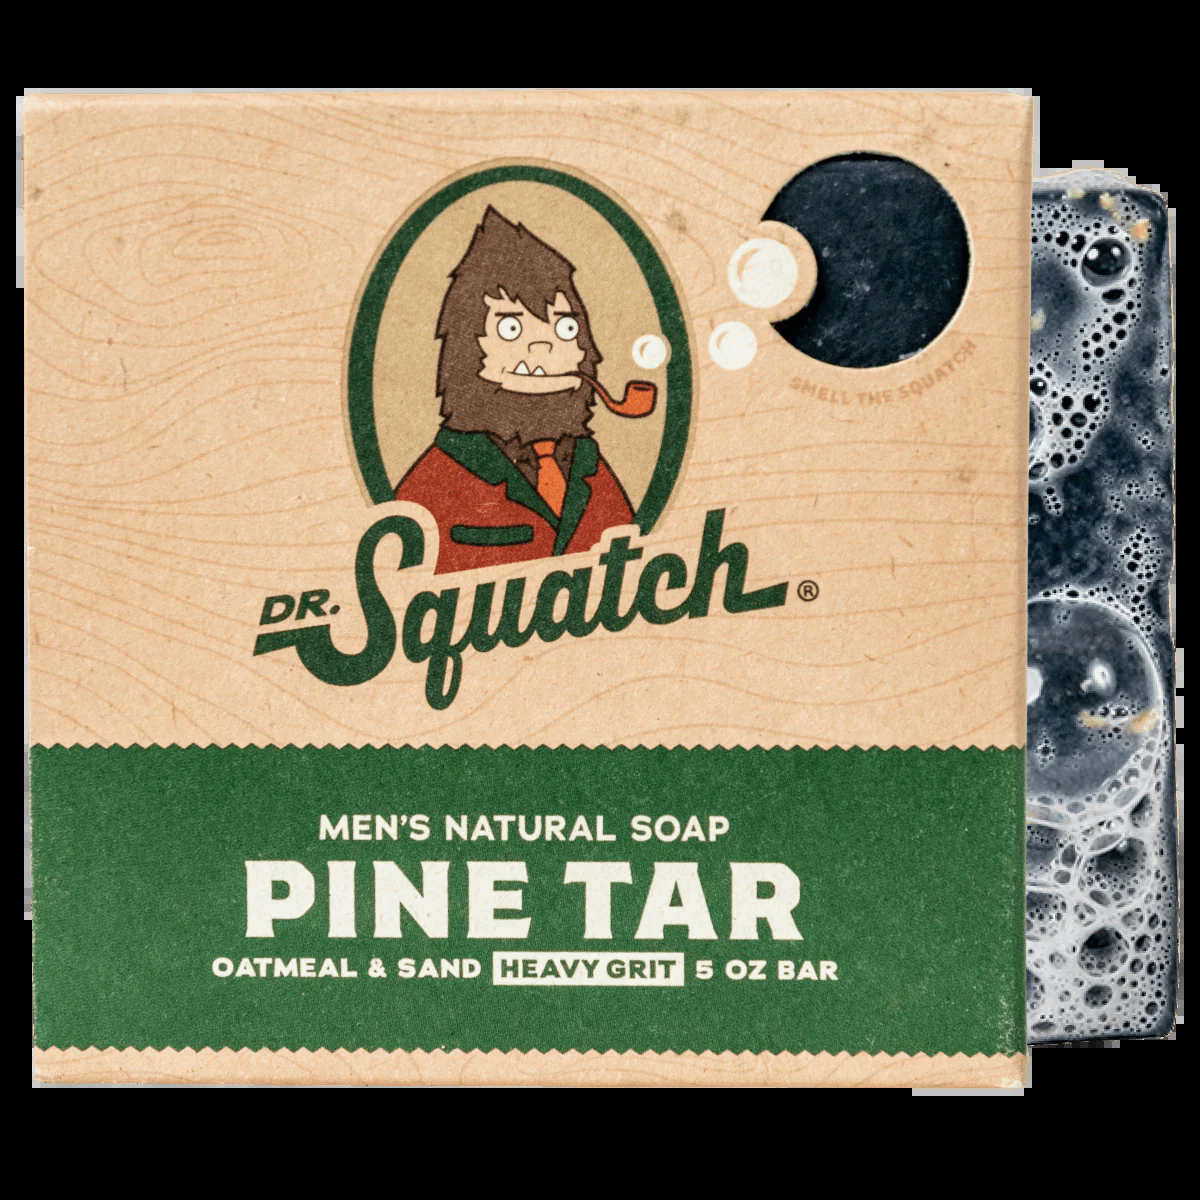 SMELL THE SQUATCH
DR. Squatch®
MEN'S NATURAL SOAP
PINE TAR
OATMEAL & SAND HEAVY GRIT 5 OZ BAR